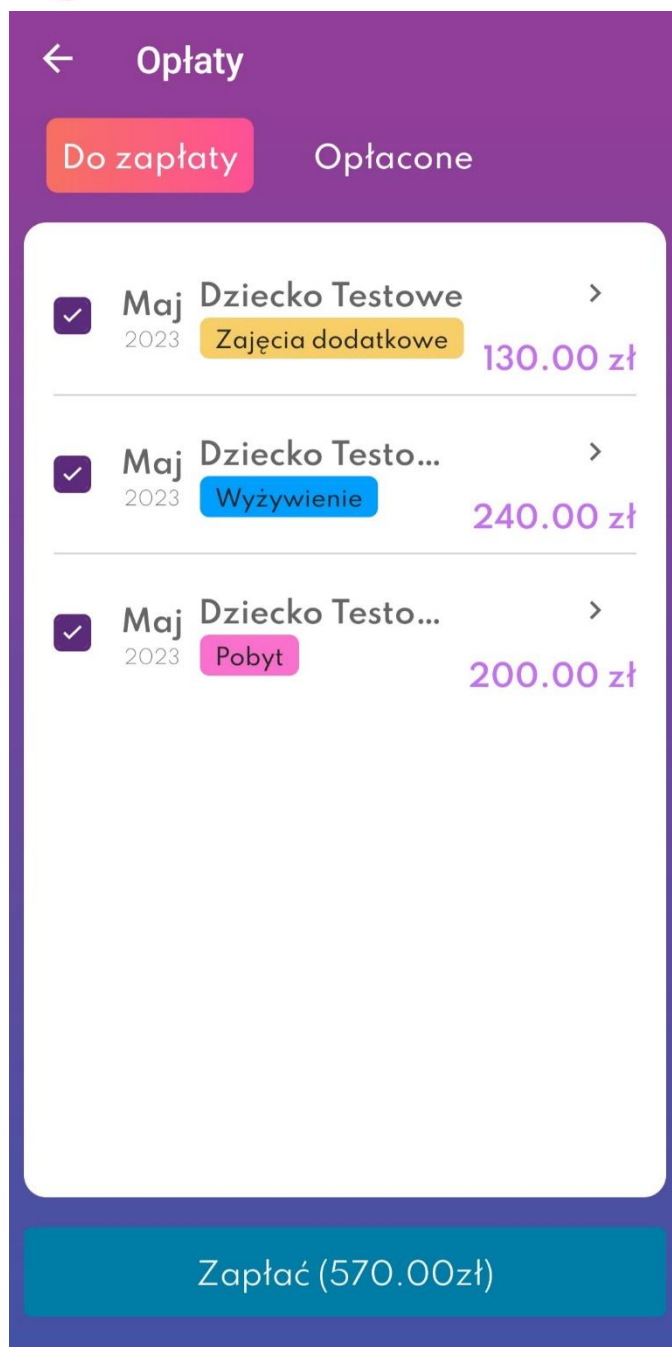 Opłaty
Do zapłaty Opłacone
Maj Dziecko Testowe
2023 Zajęcia dodatkowe
130.00 zł
Maj Dziecko Testo...
2023 Wyżywienie
240.00 zł
Maj Dziecko Testo...
2023 Pobyt
200.00 zł
Zapłać (570.00zł)